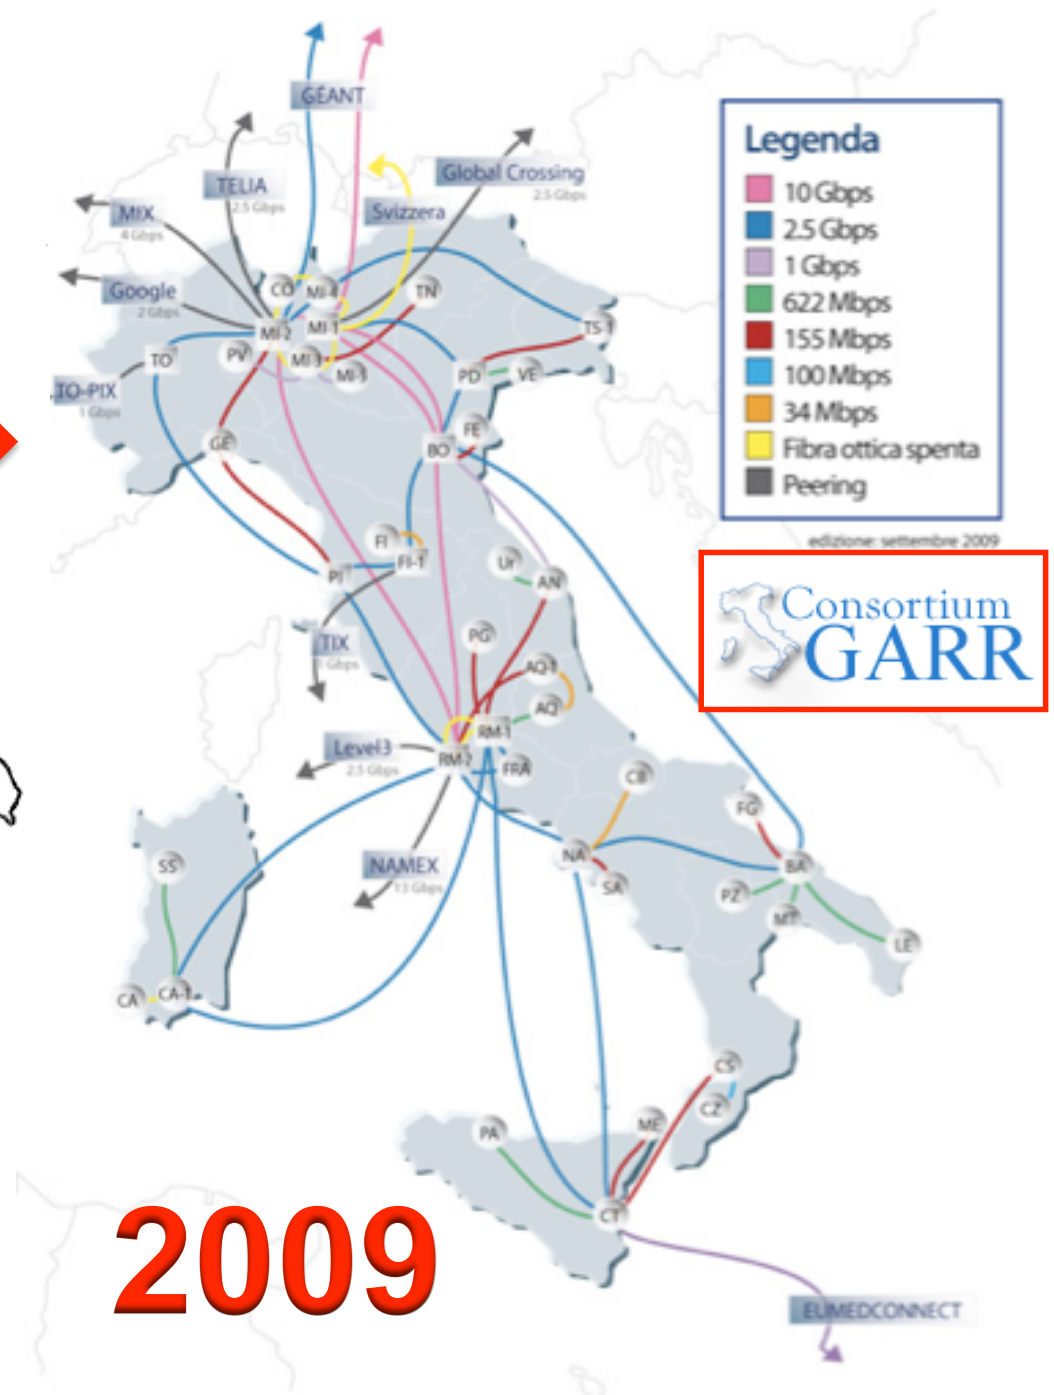 GÉANT
TELIA
2.5 Gbps
Global Crossing
2.5 Gbps
MIX
4 Gbps
Svizzera
Google
2 Gbps
CO
MI-4
TN
MI-2
MI-1
TS-1
TO
PV
MI-3
MI-5
PD
VE
TO-PIX
1 Gbps
GE
FE
BO
FI
FI-1
PI
Ur
AN
TIX
Gbps
PG
AQ-1
AQ
RM-1
Level3
2.5 Gbps
RM-2
FRA
CB
FG
NAMEX
13 Gbps
NA
SA
BA
PZ
MT
LE
SS
CA
CA-1
CS
CZ
PA
ME
CT
EUMEDCONNECT
Legenda
10 Gbps
2.5 Gbps
1 Gbps
622 Mbps
155 Mbps
100 Mbps
34 Mbps
Fibra ottica spenta
Peering
edizione: settembre 2009
Consortium
GARR
2009